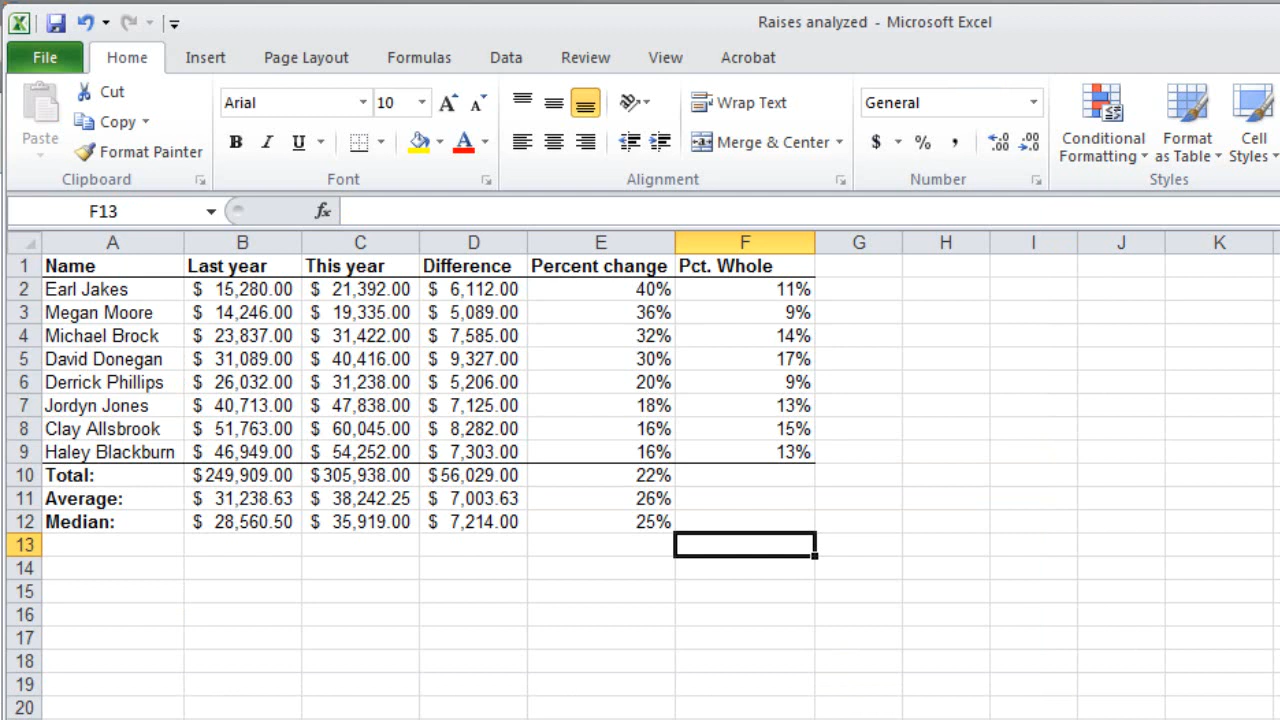 Raises analyzed - Microsoft Excel
File Home Insert Page Layout Formulas Data Review View Acrobat
Paste
Cut
Copy
Format Painter
Clipboard
Arial 10 A A
B I U A
Font
Wrap Text
Merge & Center
Alignment
General
$ % , .0 .00 .00 .0
Number
Conditional Formatting
Format as Table
Cell Styles
Styles
F13 fx
A B C D E F G H I J K
1 Name Last year This year Difference Percent change Pct. Whole
2 Earl Jakes $ 15,280.00 $ 21,392.00 $ 6,112.00 40% 11%
3 Megan Moore $ 14,246.00 $ 19,335.00 $ 5,089.00 36% 9%
4 Michael Brock $ 23,837.00 $ 31,422.00 $ 7,585.00 32% 14%
5 David Donegan $ 31,089.00 $ 40,416.00 $ 9,327.00 30% 17%
6 Derrick Phillips $ 26,032.00 $ 31,238.00 $ 5,206.00 20% 9%
7 Jordyn Jones $ 40,713.00 $ 47,838.00 $ 7,125.00 18% 13%
8 Clay Allsbrook $ 51,763.00 $ 60,045.00 $ 8,282.00 16% 15%
9 Haley Blackburn $ 46,949.00 $ 54,252.00 $ 7,303.00 16% 13%
10 Total: $249,909.00 $305,938.00 $56,029.00 22%
11 Average: $ 31,238.63 $ 38,242.25 $ 7,003.63 26%
12 Median: $ 28,560.50 $ 35,919.00 $ 7,214.00 25%
13
14
15
16
17
18
19
20